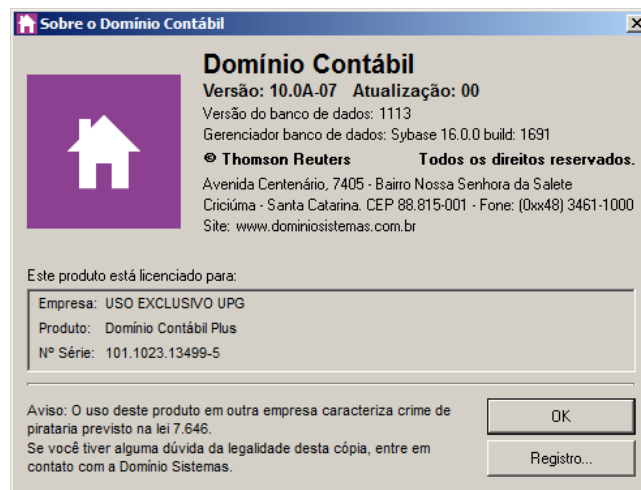 Sobre o Domínio Contábil
Domínio Contábil
Versão: 10.0A-07 Atualização: 00
Versão do banco de dados: 1113
Gerenciador banco de dados: Sybase 16.0.0 build: 1691
© Thomson Reuters Todos os direitos reservados.
Avenida Centenário, 7405 - Bairro Nossa Senhora da Salete
Criciúma - Santa Catarina. CEP 88.815-001 - Fone: (0xx48) 3461-1000
Site: www.dominiosistemas.com.br
Este produto está licenciado para:
Empresa: USO EXCLUSIVO UPG
Produto: Domínio Contábil Plus
Nº Série: 101.1023.13499-5
Aviso: O uso deste produto em outra empresa caracteriza crime de
pirataria previsto na lei 7.646.
Se você tiver alguma dúvida da legalidade desta cópia, entre em
contato com a Domínio Sistemas.
OK
Registro...